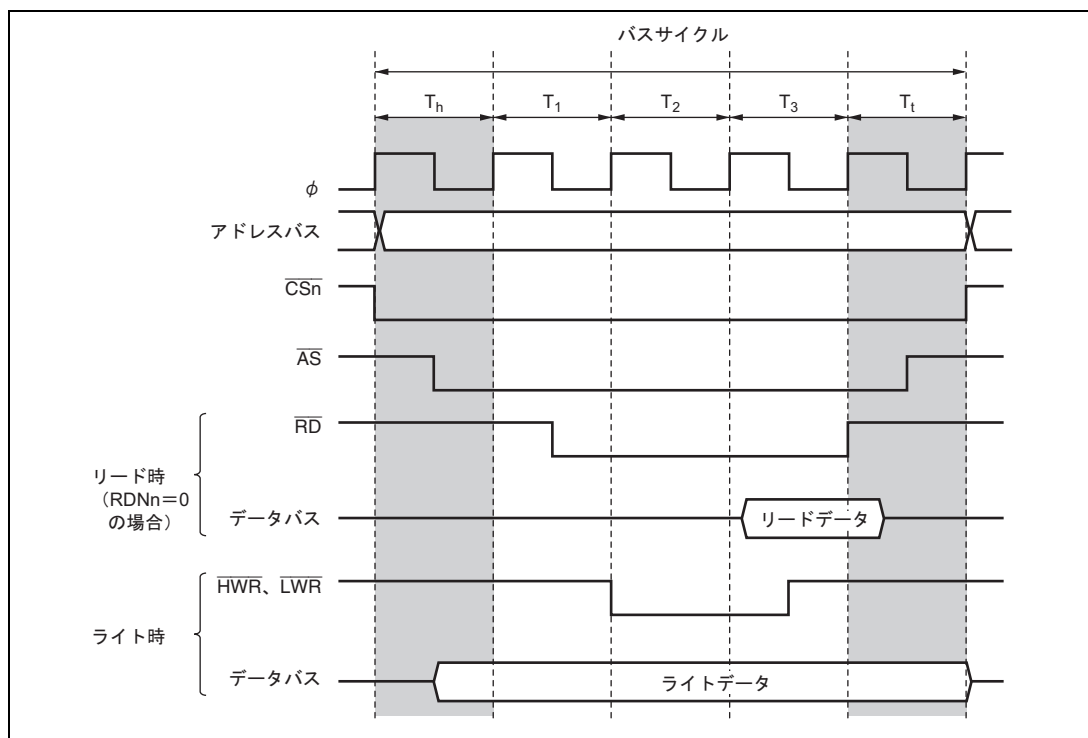 バスサイクル
Th T1 T2 T3 Tt
φ
アドレスバス
CSn
AS
RD
リード時
（RDNn＝0
の場合）
データバス
リードデータ
HWR、LWR
ライト時
データバス
ライトデータ